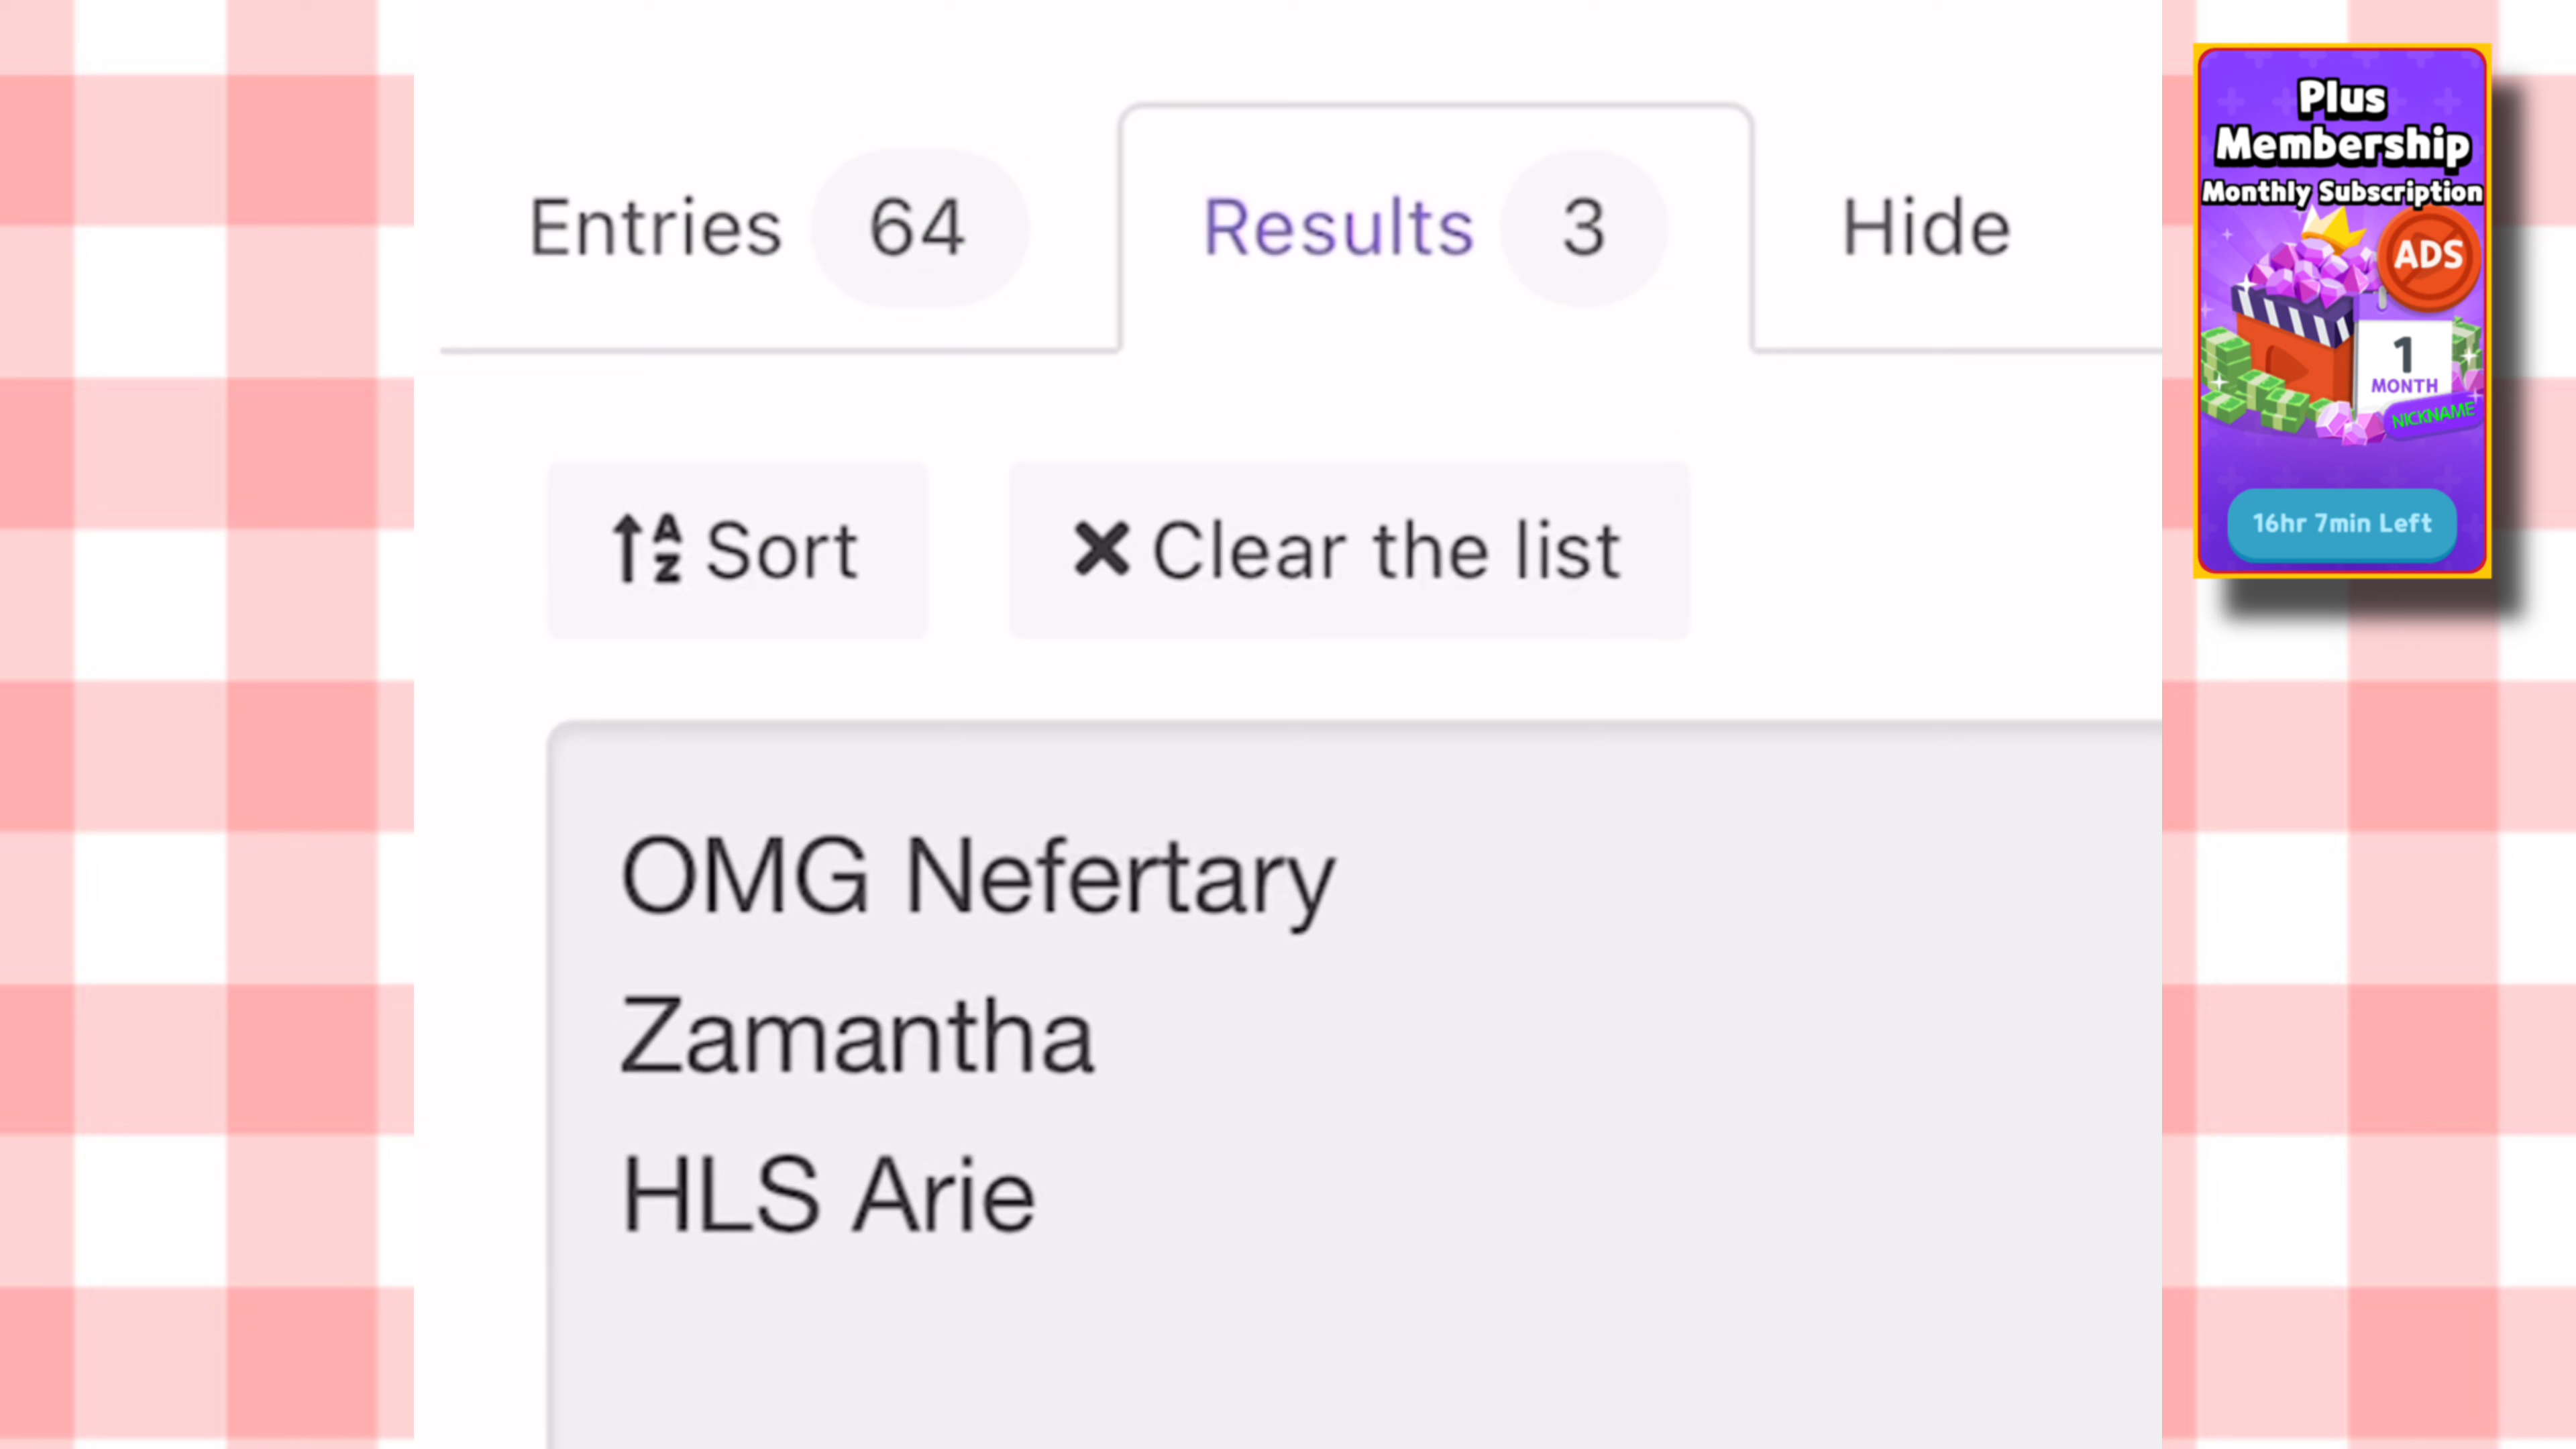 Entries 64 Results 3 Hide
Sort Clear the list
OMG Nefertary
Zamantha
HLS Arie
Plus
Membership
Monthly Subscription
ADS
1
MONTH
NICKNAME
16hr 7min Left